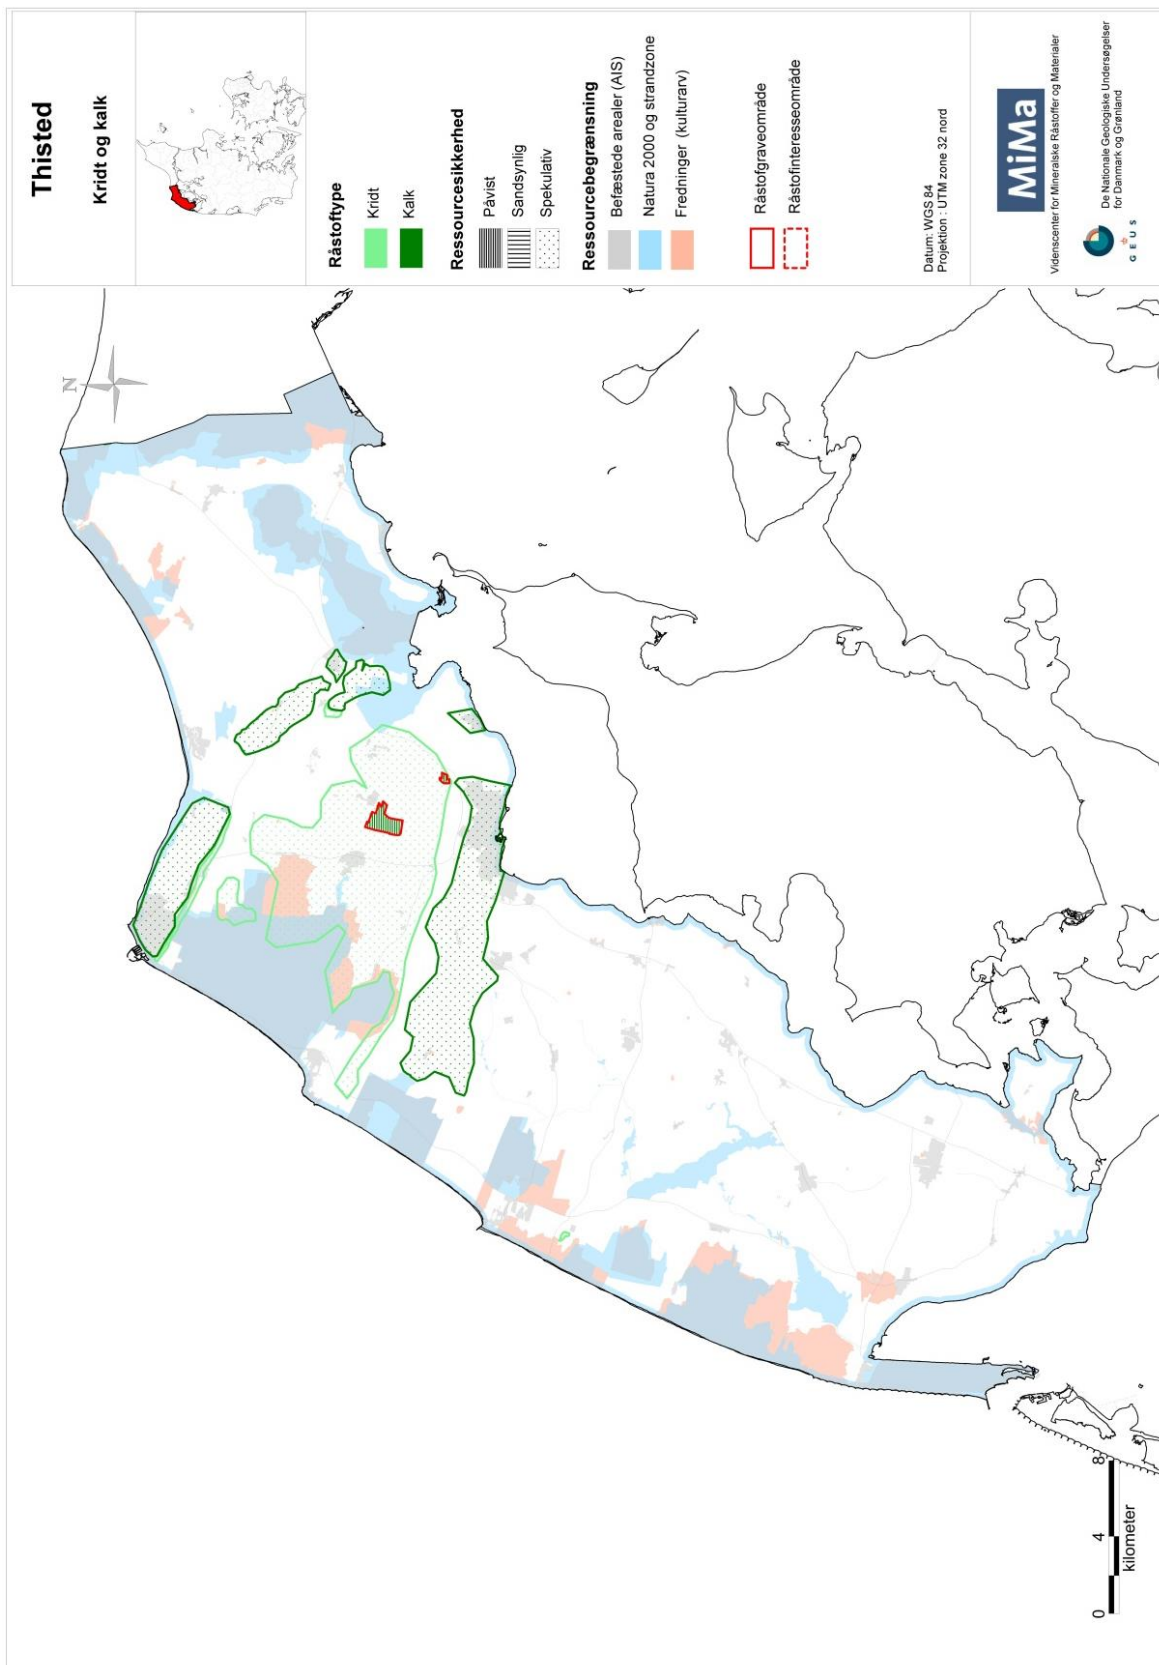 Thisted
Kridt og kalk
Råstoftype
Kridt
Kalk
Ressourcesikkerhed
Påvist
Sandsynlig
Spekulativ
Ressourcebegrænsning
Befæstede arealer (AIS)
Natura 2000 og strandzone
Fredninger (kulturarv)
Råstofgraveområde
Råstofinteresseområde
Datum: WGS 84
Projektion : UTM zone 32 nord
MiMa
Videnscenter for Mineralske Råstoffer og Materialer
De Nationale Geologiske Undersøgelser
for Danmark og Grønland
GEUS
N
0 4 8
kilometer